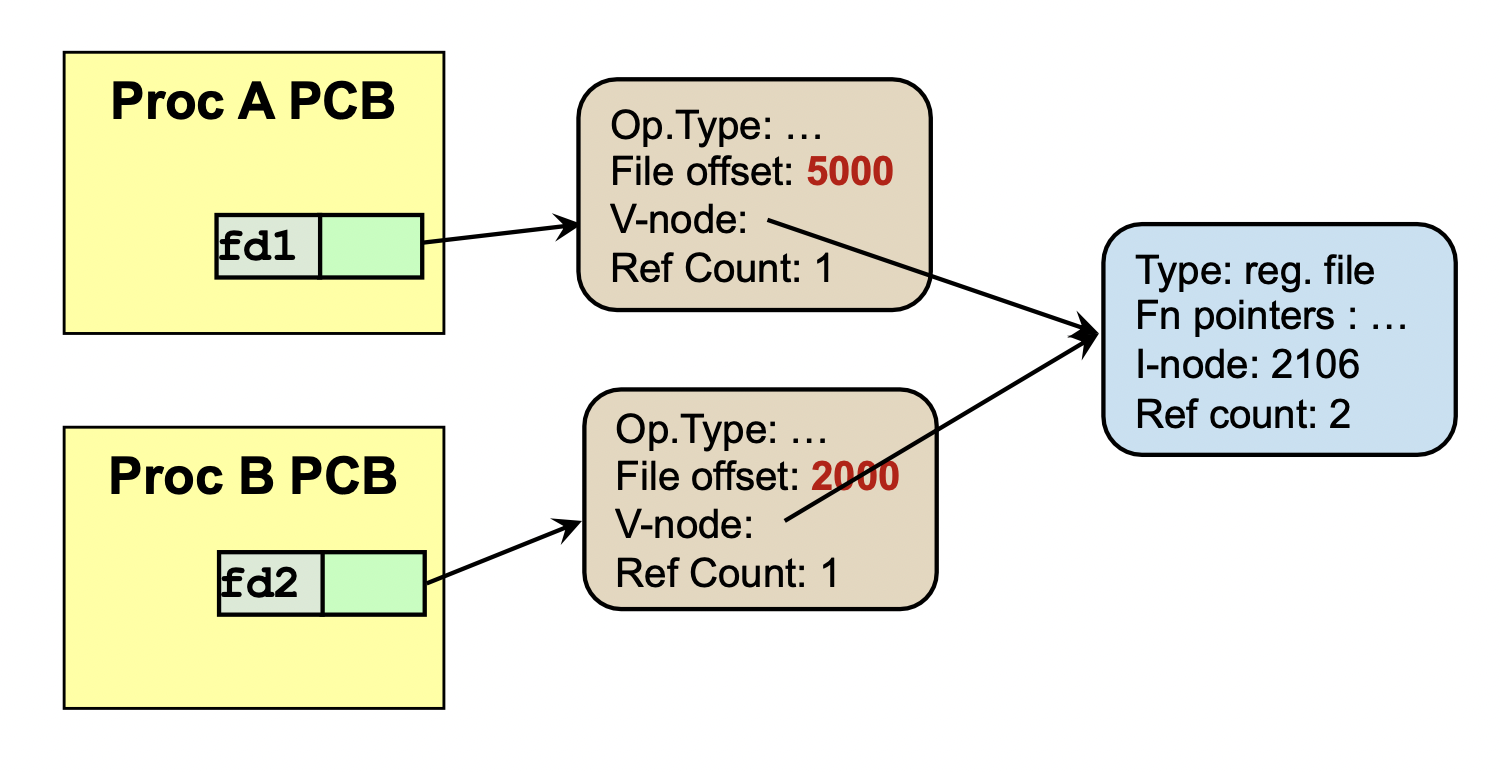 Proc A PCB
fd1
Op.Type: …
File offset: 5000
V-node:
Ref Count: 1
Type: reg. file
Fn pointers : …
I-node: 2106
Ref count: 2
Proc B PCB
fd2
Op.Type: …
File offset: 2000
V-node:
Ref Count: 1